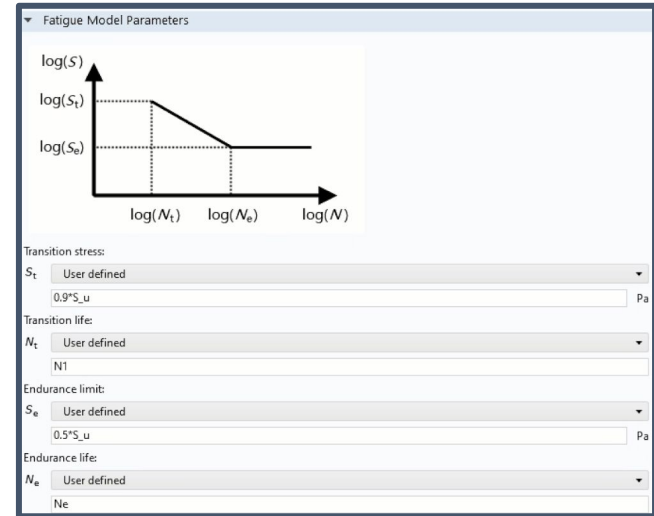 Fatigue Model Parameters
log(S)
log(Sₜ)
log(Sₑ)
log(Nₜ) log(Nₑ) log(N)
Transition stress:
Sₜ User defined
0.9*S_u Pa
Transition life:
Nₜ User defined
N1
Endurance limit:
Sₑ User defined
0.5*S_u Pa
Endurance life:
Nₑ User defined
Ne